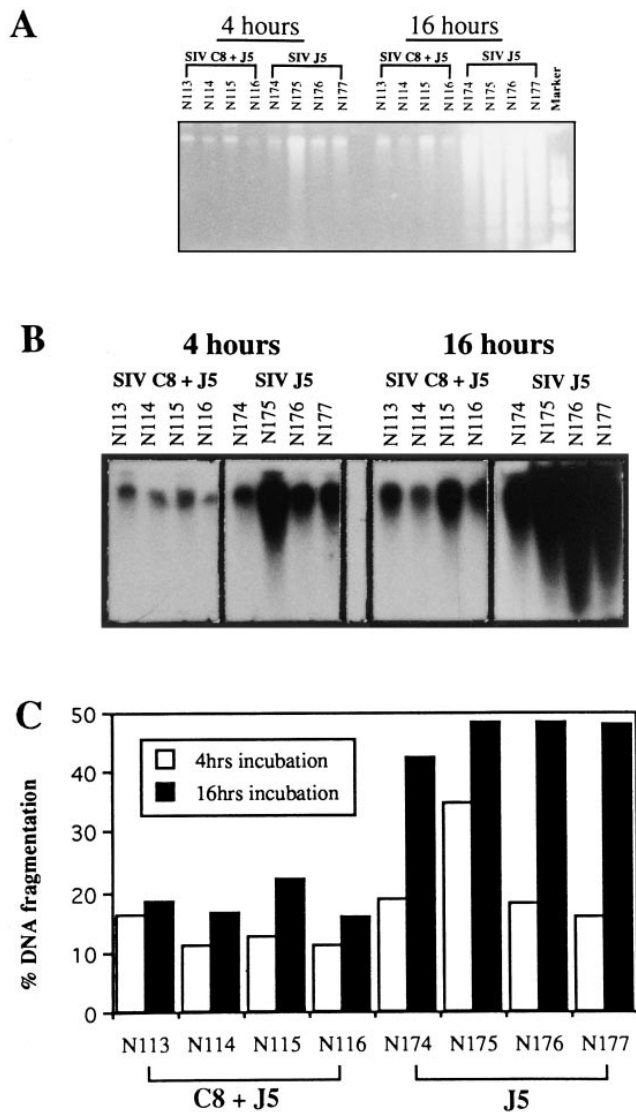 A
4 hours
16 hours
SIV C8 + J5
SIV J5
SIV C8 + J5
SIV J5
N113
N114
N115
N116
N174
N175
N176
N177
N113
N114
N115
N116
N174
N175
N176
N177
Marker
B
4 hours
16 hours
SIV C8 + J5
SIV J5
SIV C8 + J5
SIV J5
N113
N114
N115
N116
N174
N175
N176
N177
N113
N114
N115
N116
N174
N175
N176
N177
C
% DNA fragmentation
50
40
30
20
10
0
4hrs incubation
16hrs incubation
N113 N114 N115 N116 N174 N175 N176 N177
C8 + J5
J5